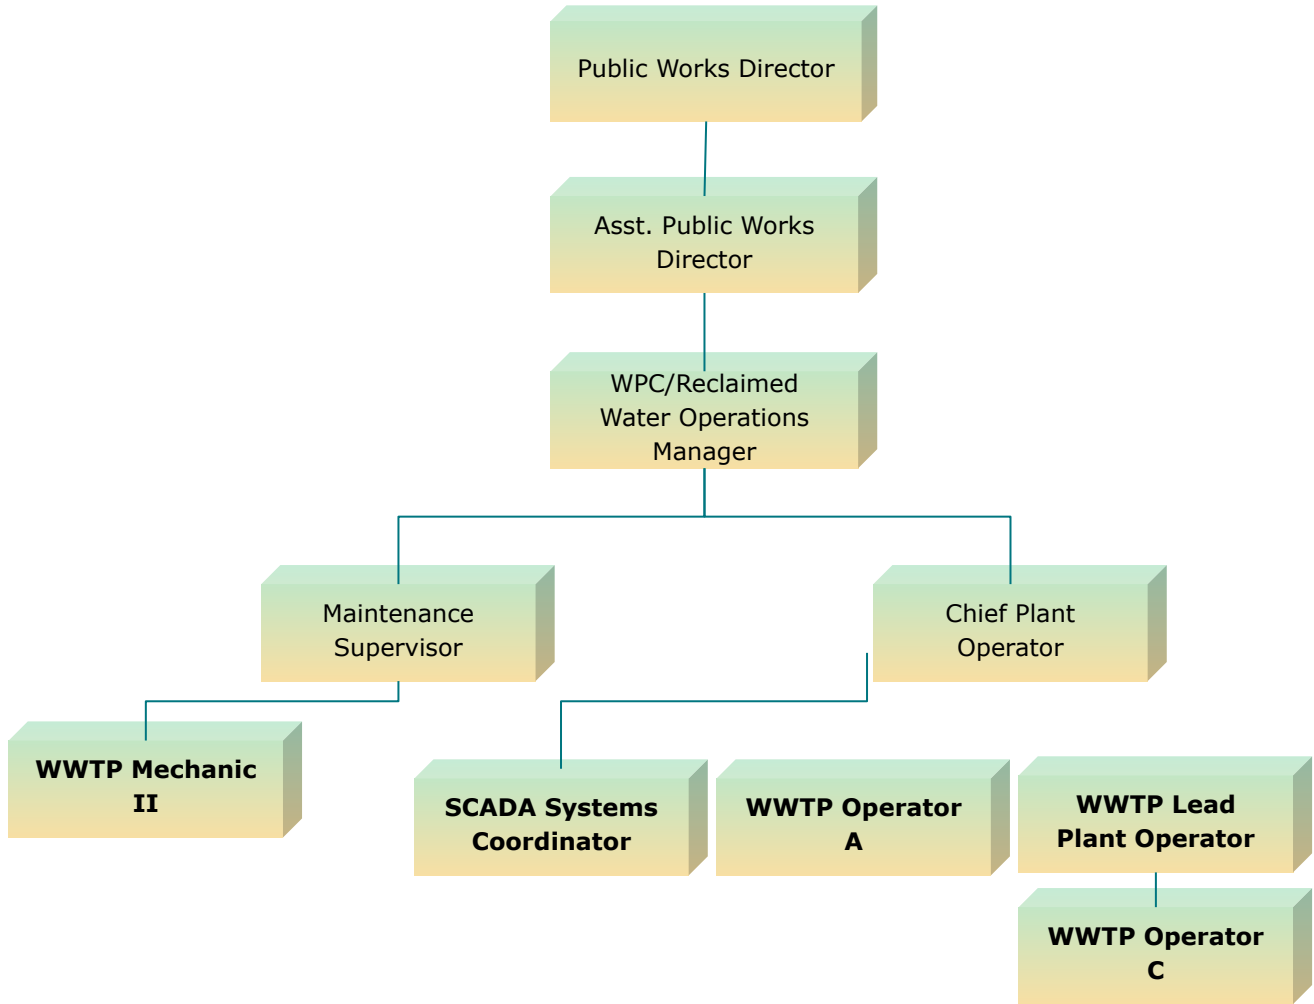 Public Works Director
Asst. Public Works
Director
WPC/Reclaimed
Water Operations
Manager
Maintenance
Supervisor
Chief Plant
Operator
WWTP Mechanic
II
SCADA Systems
Coordinator
WWTP Operator
A
WWTP Lead
Plant Operator
WWTP Operator
C